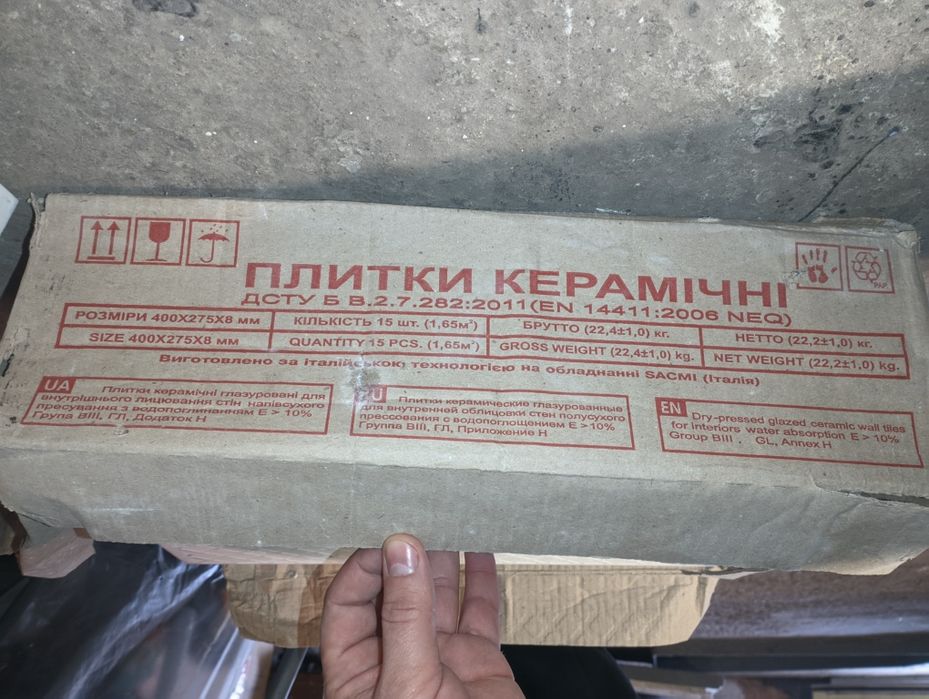 ПЛИТКИ КЕРАМІЧНІ
ДСТУ Б В.2.7.282:2011(EN 14411:2006 NEQ)
РОЗМІРИ 400X275X8 мм
КІЛЬКІСТЬ 15 шт. (1,65м²)
БРУТТО (22,4±1,0) кг.
НЕТТО (22,2±1,0) кг.
SIZE 400X275X8 мм
QUANTITY 15 PCS. (1,65м²)
GROSS WEIGHT (22,4±1,0) kg.
NET WEIGHT (22,2±1,0) kg.
Виготовлено за італійською технологією на обладнанні SACMI (Італія)
UA Плитки керамічні глазуровані для
внутрішнього лицювання стін напівсухого
пресування з водопоглинанням E > 10%
Група BIII, ГЛ, Додаток Н
RU Плитки керамические глазурованные
для внутренней облицовки стен полусухого
прессования с водопоглощением E > 10%
Группа BIII, ГЛ, Приложение Н
EN Dry-pressed glazed ceramic wall tiles
for interiors water absorption E > 10%
Group BIII . GL, Annex H
PAP